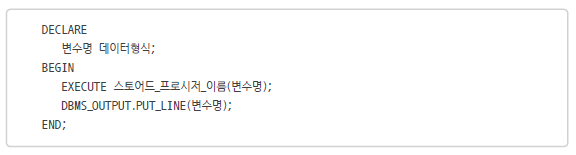 DECLARE
변수명 데이터형식;
BEGIN
EXECUTE 스토어드_프로시저_이름(변수명);
DBMS_OUTPUT.PUT_LINE(변수명);
END;